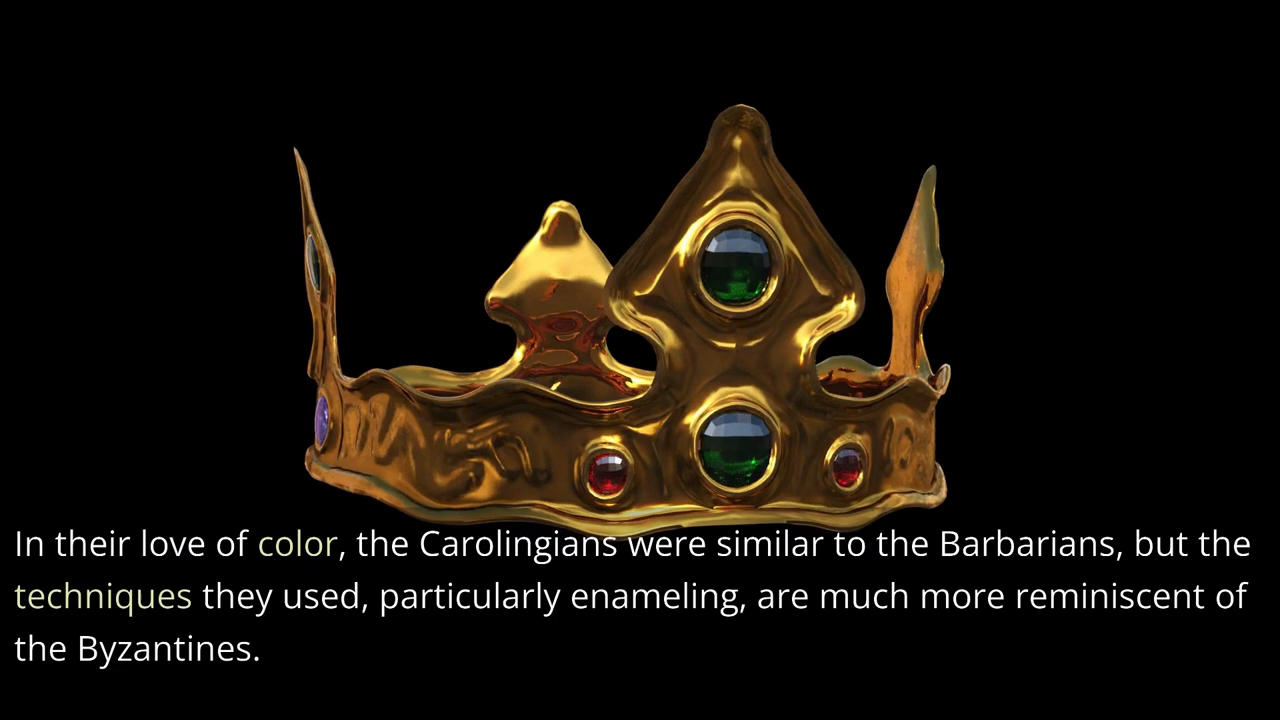 In their love of color, the Carolingians were similar to the Barbarians, but the
techniques they used, particularly enameling, are much more reminiscent of
the Byzantines.